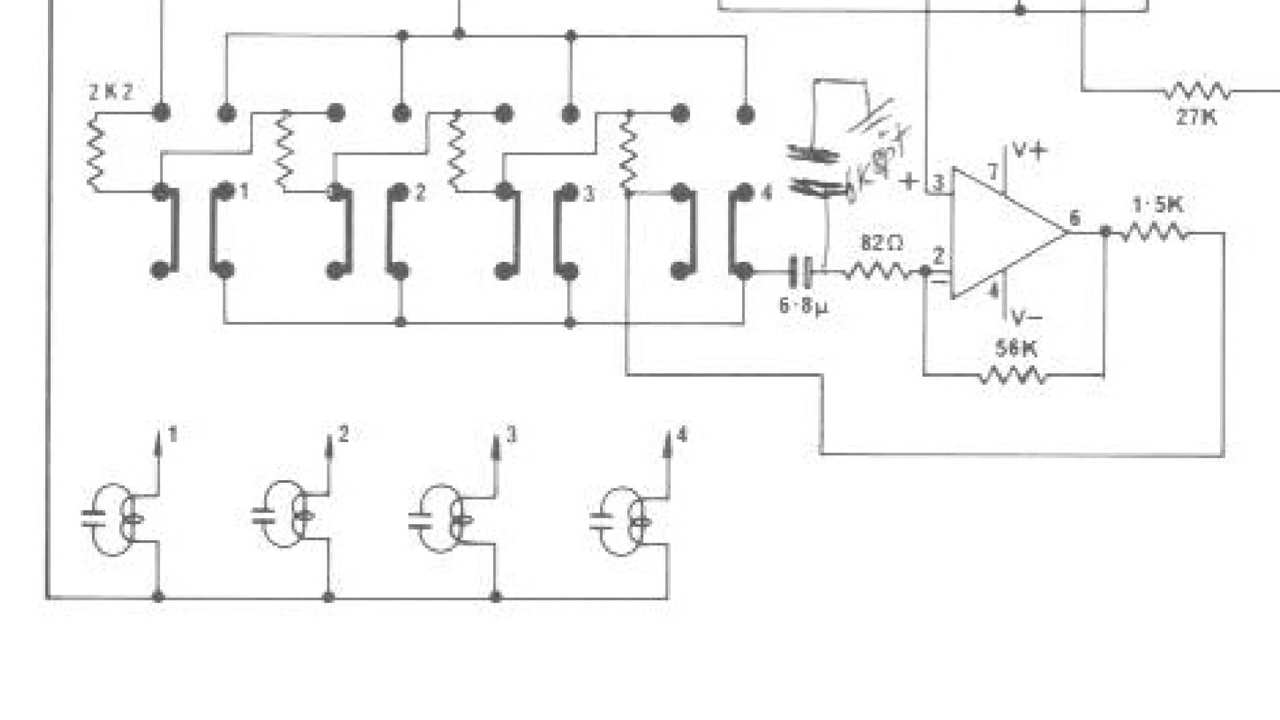 2K2
27K
V+
7
1 2 3 4
+ 3
6
1·5K
82Ω
2
−
4
6·8µ
V−
56K
1 2 3 4